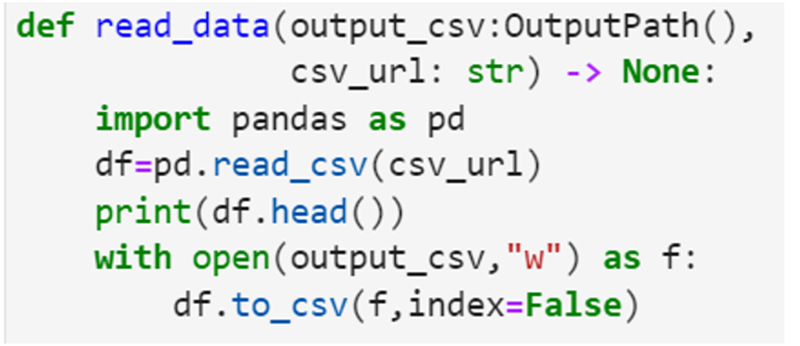 def read_data(output_csv:OutputPath(),
              csv_url: str) -> None:
    import pandas as pd
    df=pd.read_csv(csv_url)
    print(df.head())
    with open(output_csv,"w") as f:
        df.to_csv(f,index=False)